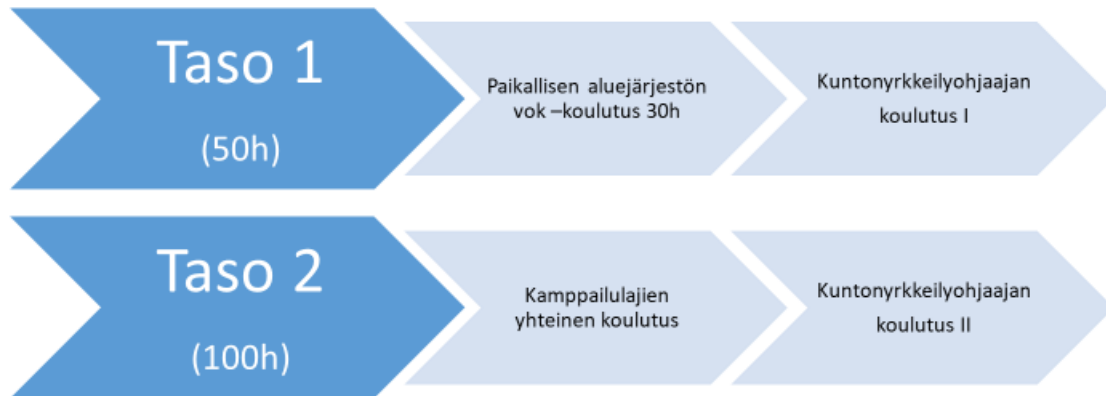 Taso 1
(50h)
Paikallisen aluejärjestön
vok –koulutus 30h
Kuntonyrkkeilyohjaajan
koulutus I
Taso 2
(100h)
Kamppailulajien
yhteinen koulutus
Kuntonyrkkeilyohjaajan
koulutus II